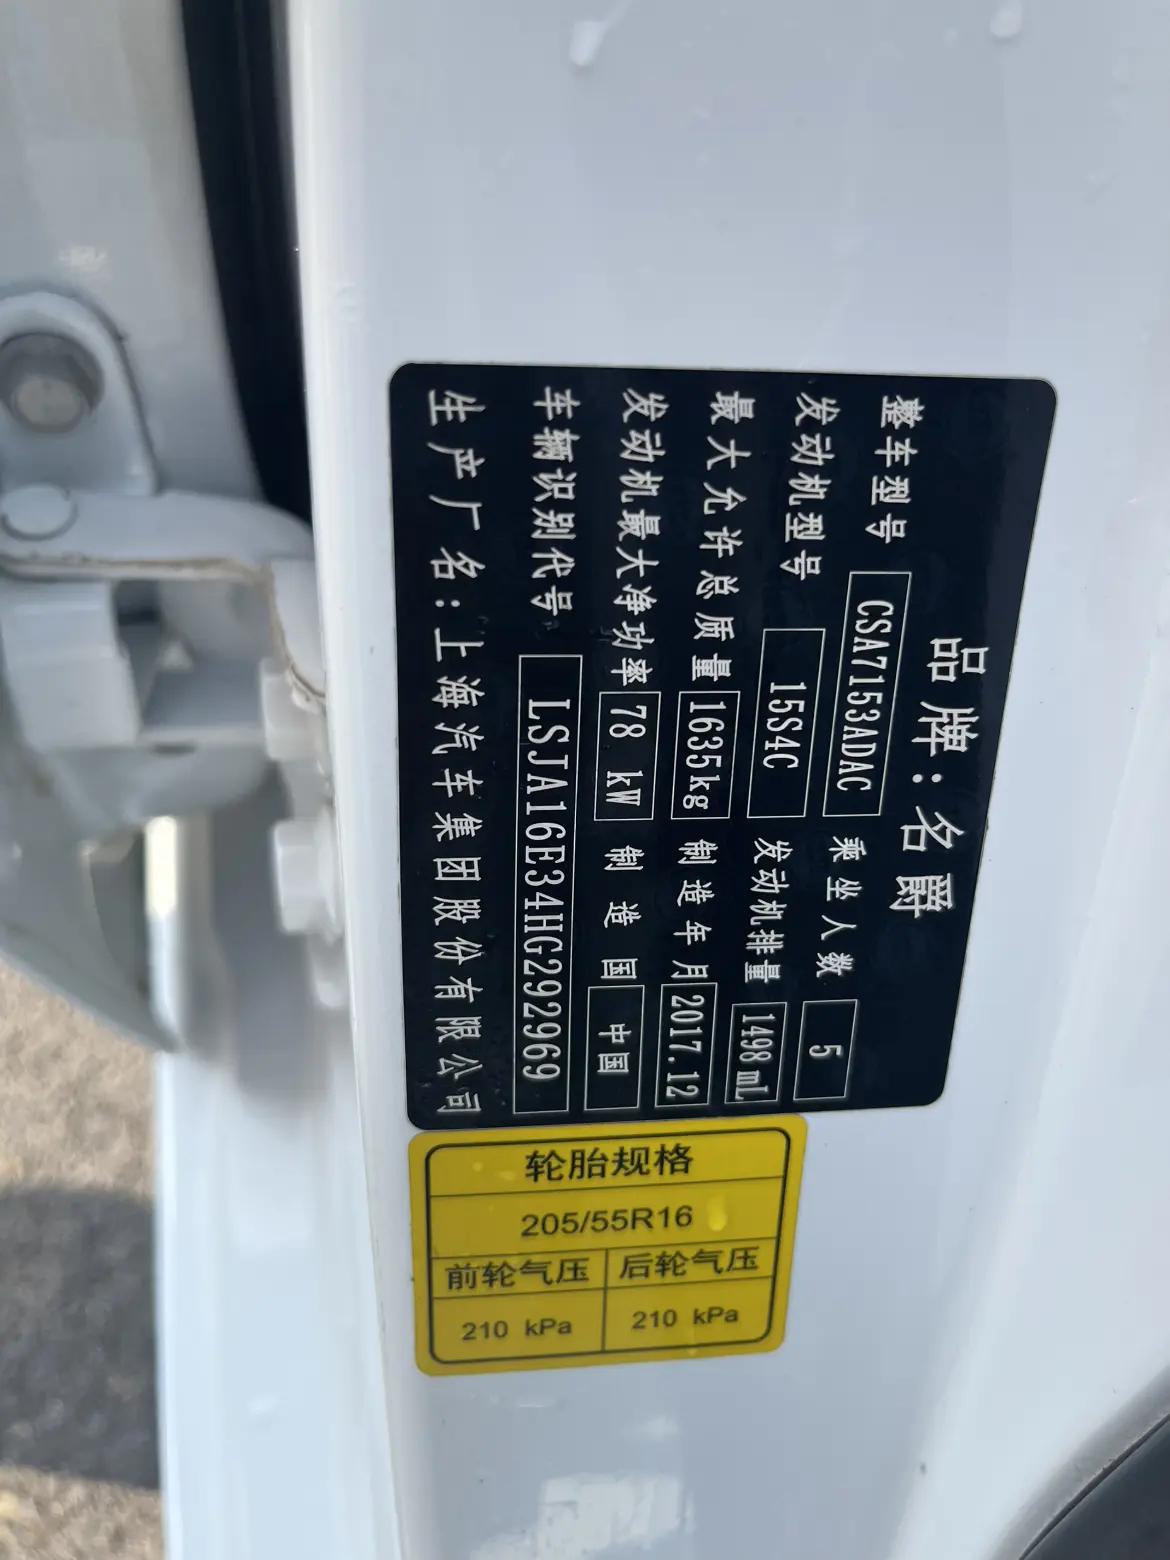 品牌:名爵
整车型号 CSA7153ADAC 乘坐人数 5
发动机型号 15S4C 发动机排量 1498 mL
最大允许总质量 1635kg 制造年月 2017.12
发动机最大净功率 78 kW 制造国 中国
车辆识别代号 LSJA16E34HG292969
生产厂名:上海汽车集团股份有限公司
轮胎规格
205/55R16
前轮气压 后轮气压
210 kPa 210 kPa